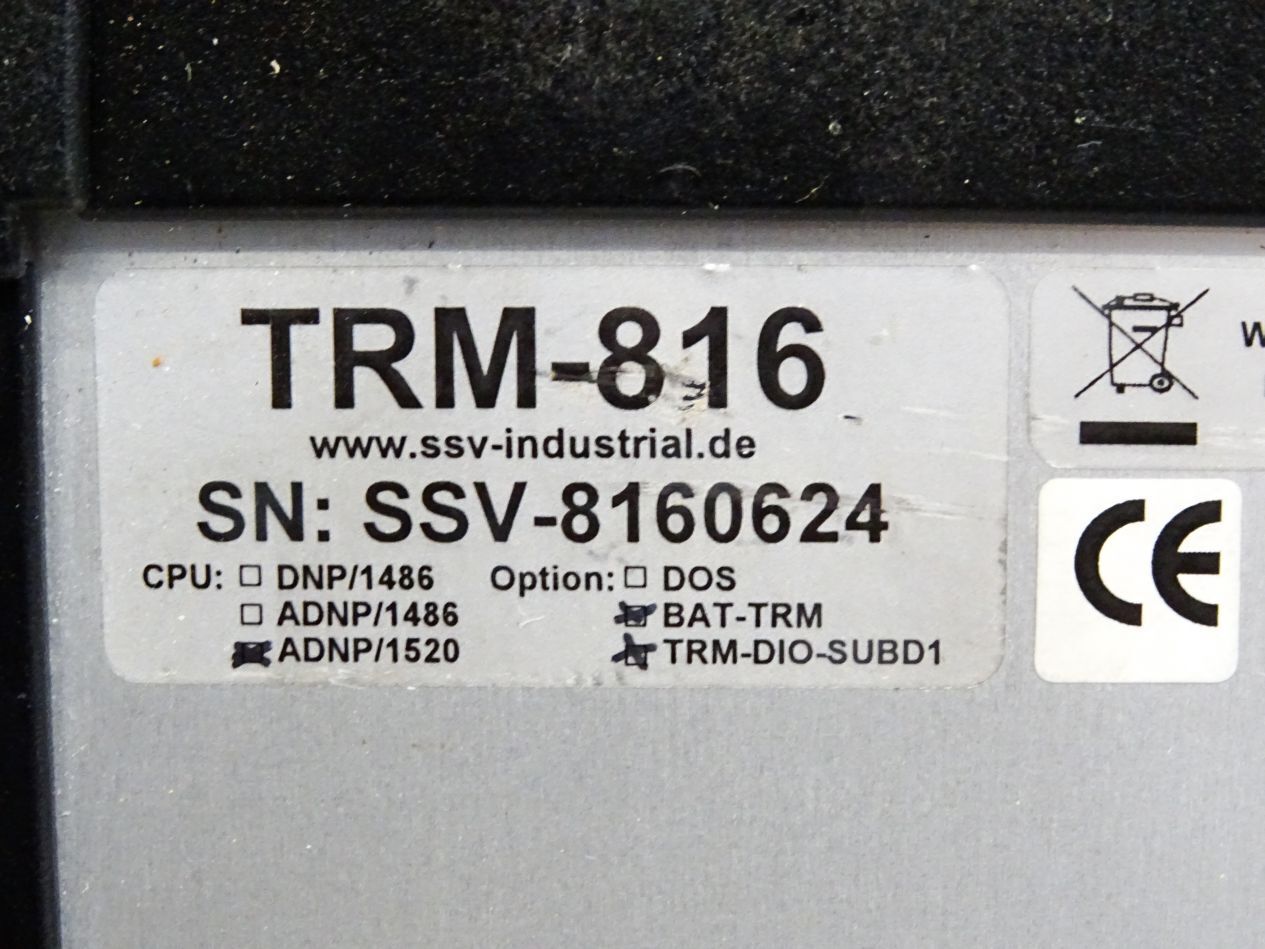 TRM-816
www.ssv-industrial.de
SN: SSV-8160624
CPU: ☐ DNP/1486 Option: ☐ DOS
☐ ADNP/1486 ☒ BAT-TRM
☒ ADNP/1520 ☒ TRM-DIO-SUBD1
CE